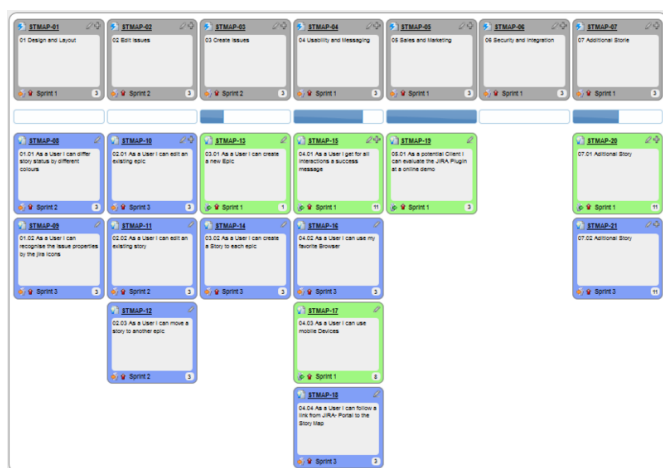 STMAP-01
01 Design and Layout
Sprint 1
3
STMAP-02
02 Edit Issues
Sprint 2
3
STMAP-03
03 Create Issues
Sprint 2
3
STMAP-04
04 Usability and Messaging
Sprint 1
3
STMAP-05
05 Sales and Marketing
Sprint 1
3
STMAP-06
06 Security and Integration
Sprint 1
3
STMAP-07
07 Additional Storie
Sprint 1
3
STMAP-08
01.01 As a User I can differ
story status by different
colours
Sprint 2
3
STMAP-10
02.01 As a User I can edit an
existing epic
Sprint 3
3
STMAP-13
03.01 As a User I can create
a new Epic
Sprint 1
1
STMAP-15
04.01 As a User I get for all
interactions a success
message
Sprint 1
11
STMAP-19
05.01 As a potential Client I
can evaluate the JIRA Plugin
at a online demo
Sprint 1
3
STMAP-20
07.01 Aditional Story
Sprint 1
11
STMAP-09
01.02 As a User I can
recognise the Issue properties
by the jira icons
Sprint 3
3
STMAP-11
02.02 As a User I can edit an
existing story
Sprint 2
3
STMAP-14
03.02 As a User I can create
a Story to each epic
Sprint 3
3
STMAP-16
04.02 As a User I can use my
favorite Browser
Sprint 3
3
STMAP-21
07.02 Aditional Story
Sprint 3
11
STMAP-12
02.03 As a User I can move a
story to another epic
Sprint 2
3
STMAP-17
04.03 As a User I can use
mobile Devices
Sprint 1
STMAP-18
04.04 As a User I can follow a
link from JIRA- Portal to the
Story Map
Sprint 3
3